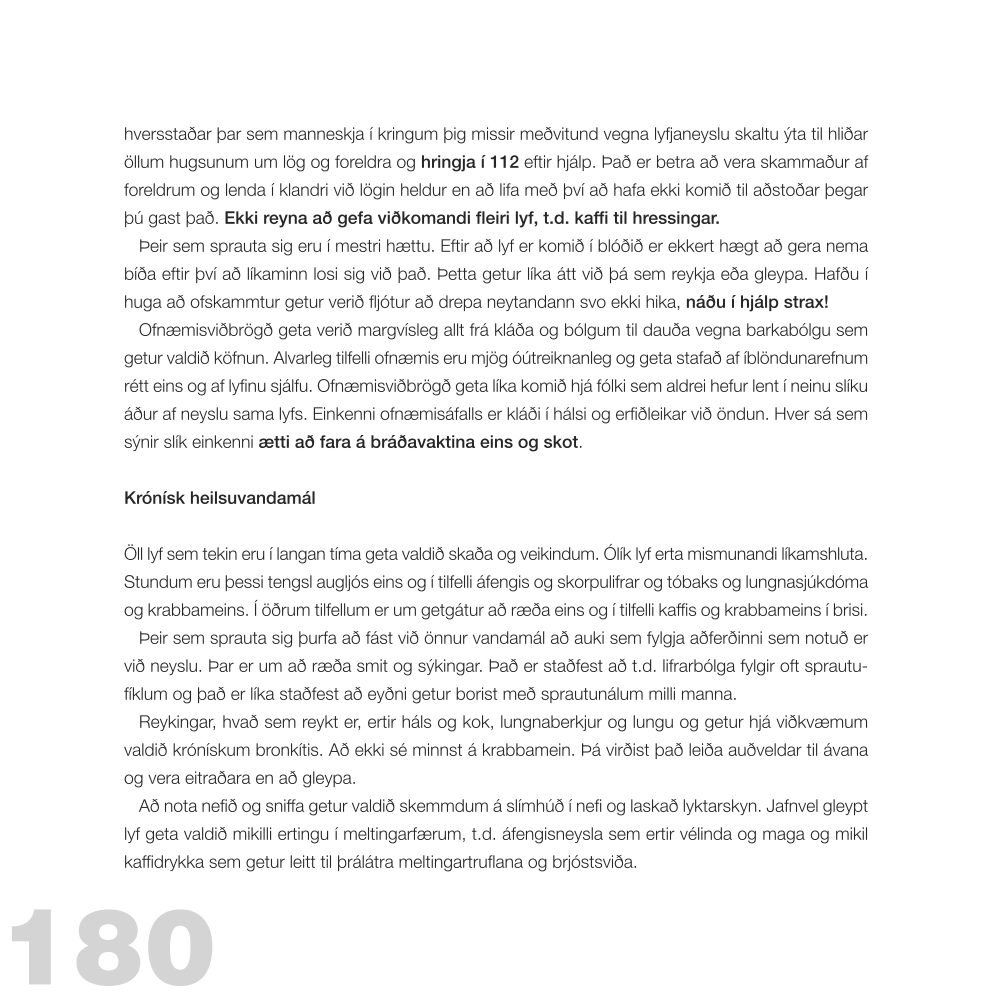 hversstaðar þar sem manneskja í kringum þig missir meðvitund vegna lyfjaneyslu skaltu ýta til hliðar
öllum hugsunum um lög og foreldra og hringja í 112 eftir hjálp. Það er betra að vera skammaður af
foreldrum og lenda í klandri við lögin heldur en að lifa með því að hafa ekki komið til aðstoðar þegar
þú gast það. Ekki reyna að gefa viðkomandi fleiri lyf, t.d. kaffi til hressingar.
Þeir sem sprauta sig eru í mestri hættu. Eftir að lyf er komið í blóðið er ekkert hægt að gera nema
bíða eftir því að líkaminn losi sig við það. Þetta getur líka átt við þá sem reykja eða gleypa. Hafðu í
huga að ofskammtur getur verið fljótur að drepa neytandann svo ekki hika, náðu í hjálp strax!
Ofnæmisviðbrögð geta verið margvísleg allt frá kláða og bólgum til dauða vegna barkabólgu sem
getur valdið köfnun. Alvarleg tilfelli ofnæmis eru mjög óútreiknanleg og geta stafað af íblöndunarefnum
rétt eins og af lyfinu sjálfu. Ofnæmisviðbrögð geta líka komið hjá fólki sem aldrei hefur lent í neinu slíku
áður af neyslu sama lyfs. Einkenni ofnæmisáfalls er kláði í hálsi og erfiðleikar við öndun. Hver sá sem
sýnir slík einkenni ætti að fara á bráðavaktina eins og skot.
Krónísk heilsuvandamál
Öll lyf sem tekin eru í langan tíma geta valdið skaða og veikindum. Ólík lyf erta mismunandi líkamshluta.
Stundum eru þessi tengsl augljós eins og í tilfelli áfengis og skorpulifrar og tóbaks og lungnasjúkdóma
og krabbameins. Í öðrum tilfellum er um getgátur að ræða eins og í tilfelli kaffis og krabbameins í brisi.
Þeir sem sprauta sig þurfa að fást við önnur vandamál að auki sem fylgja aðferðinni sem notuð er
við neyslu. Þar er um að ræða smit og sýkingar. Það er staðfest að t.d. lifrarbólga fylgir oft sprautu-
fíklum og það er líka staðfest að eyðni getur borist með sprautunálum milli manna.
Reykingar, hvað sem reykt er, ertir háls og kok, lungnaberkjur og lungu og getur hjá viðkvæmum
valdið krónískum bronkítis. Að ekki sé minnst á krabbamein. Þá virðist það leiða auðveldar til ávana
og vera eitraðara en að gleypa.
Að nota nefið og sniffa getur valdið skemmdum á slímhúð í nefi og laskað lyktarskyn. Jafnvel gleypt
lyf geta valdið mikilli ertingu í meltingarfærum, t.d. áfengisneysla sem ertir vélinda og maga og mikil
kaffidrykka sem getur leitt til þrálátra meltingartruflana og brjóstsviða.
180